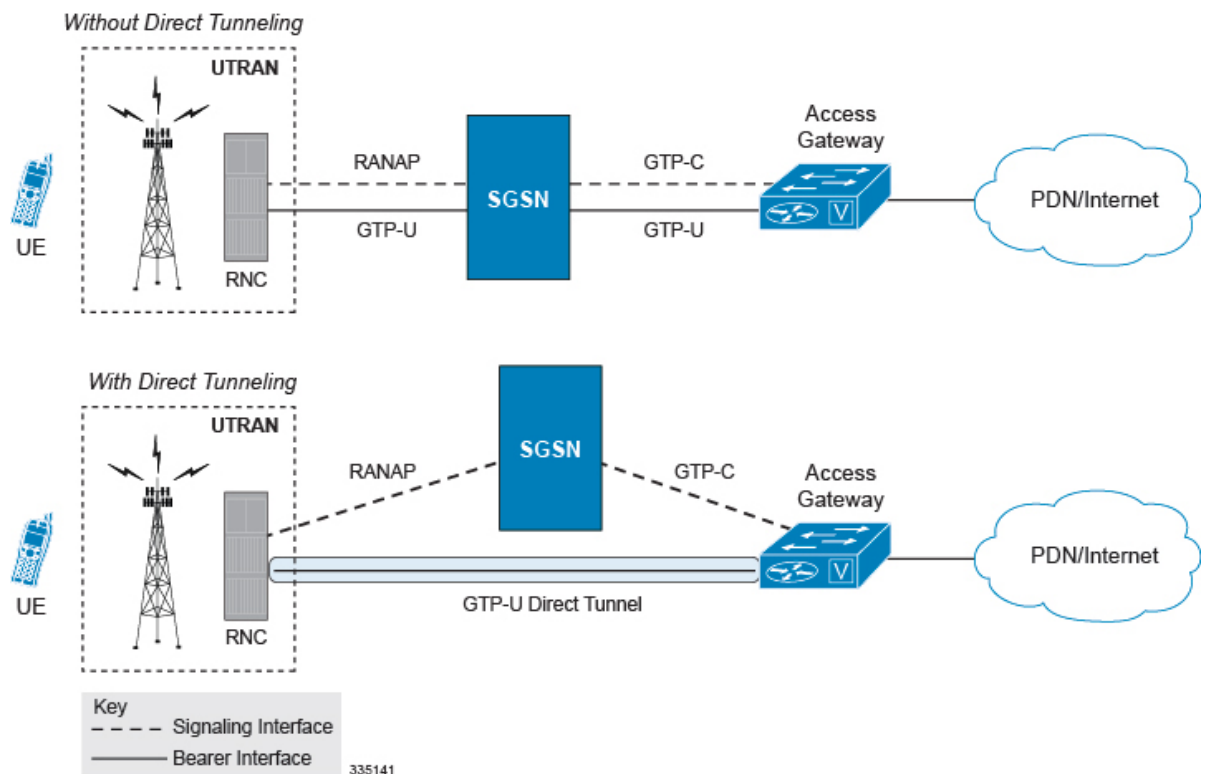 Without Direct Tunneling
UTRAN
UE
RNC
RANAP
GTP-U
SGSN
GTP-C
GTP-U
Access
Gateway
V
PDN/Internet
With Direct Tunneling
UTRAN
UE
RNC
RANAP
SGSN
GTP-C
GTP-U Direct Tunnel
Access
Gateway
V
PDN/Internet
Key
Signaling Interface
Bearer Interface
335141